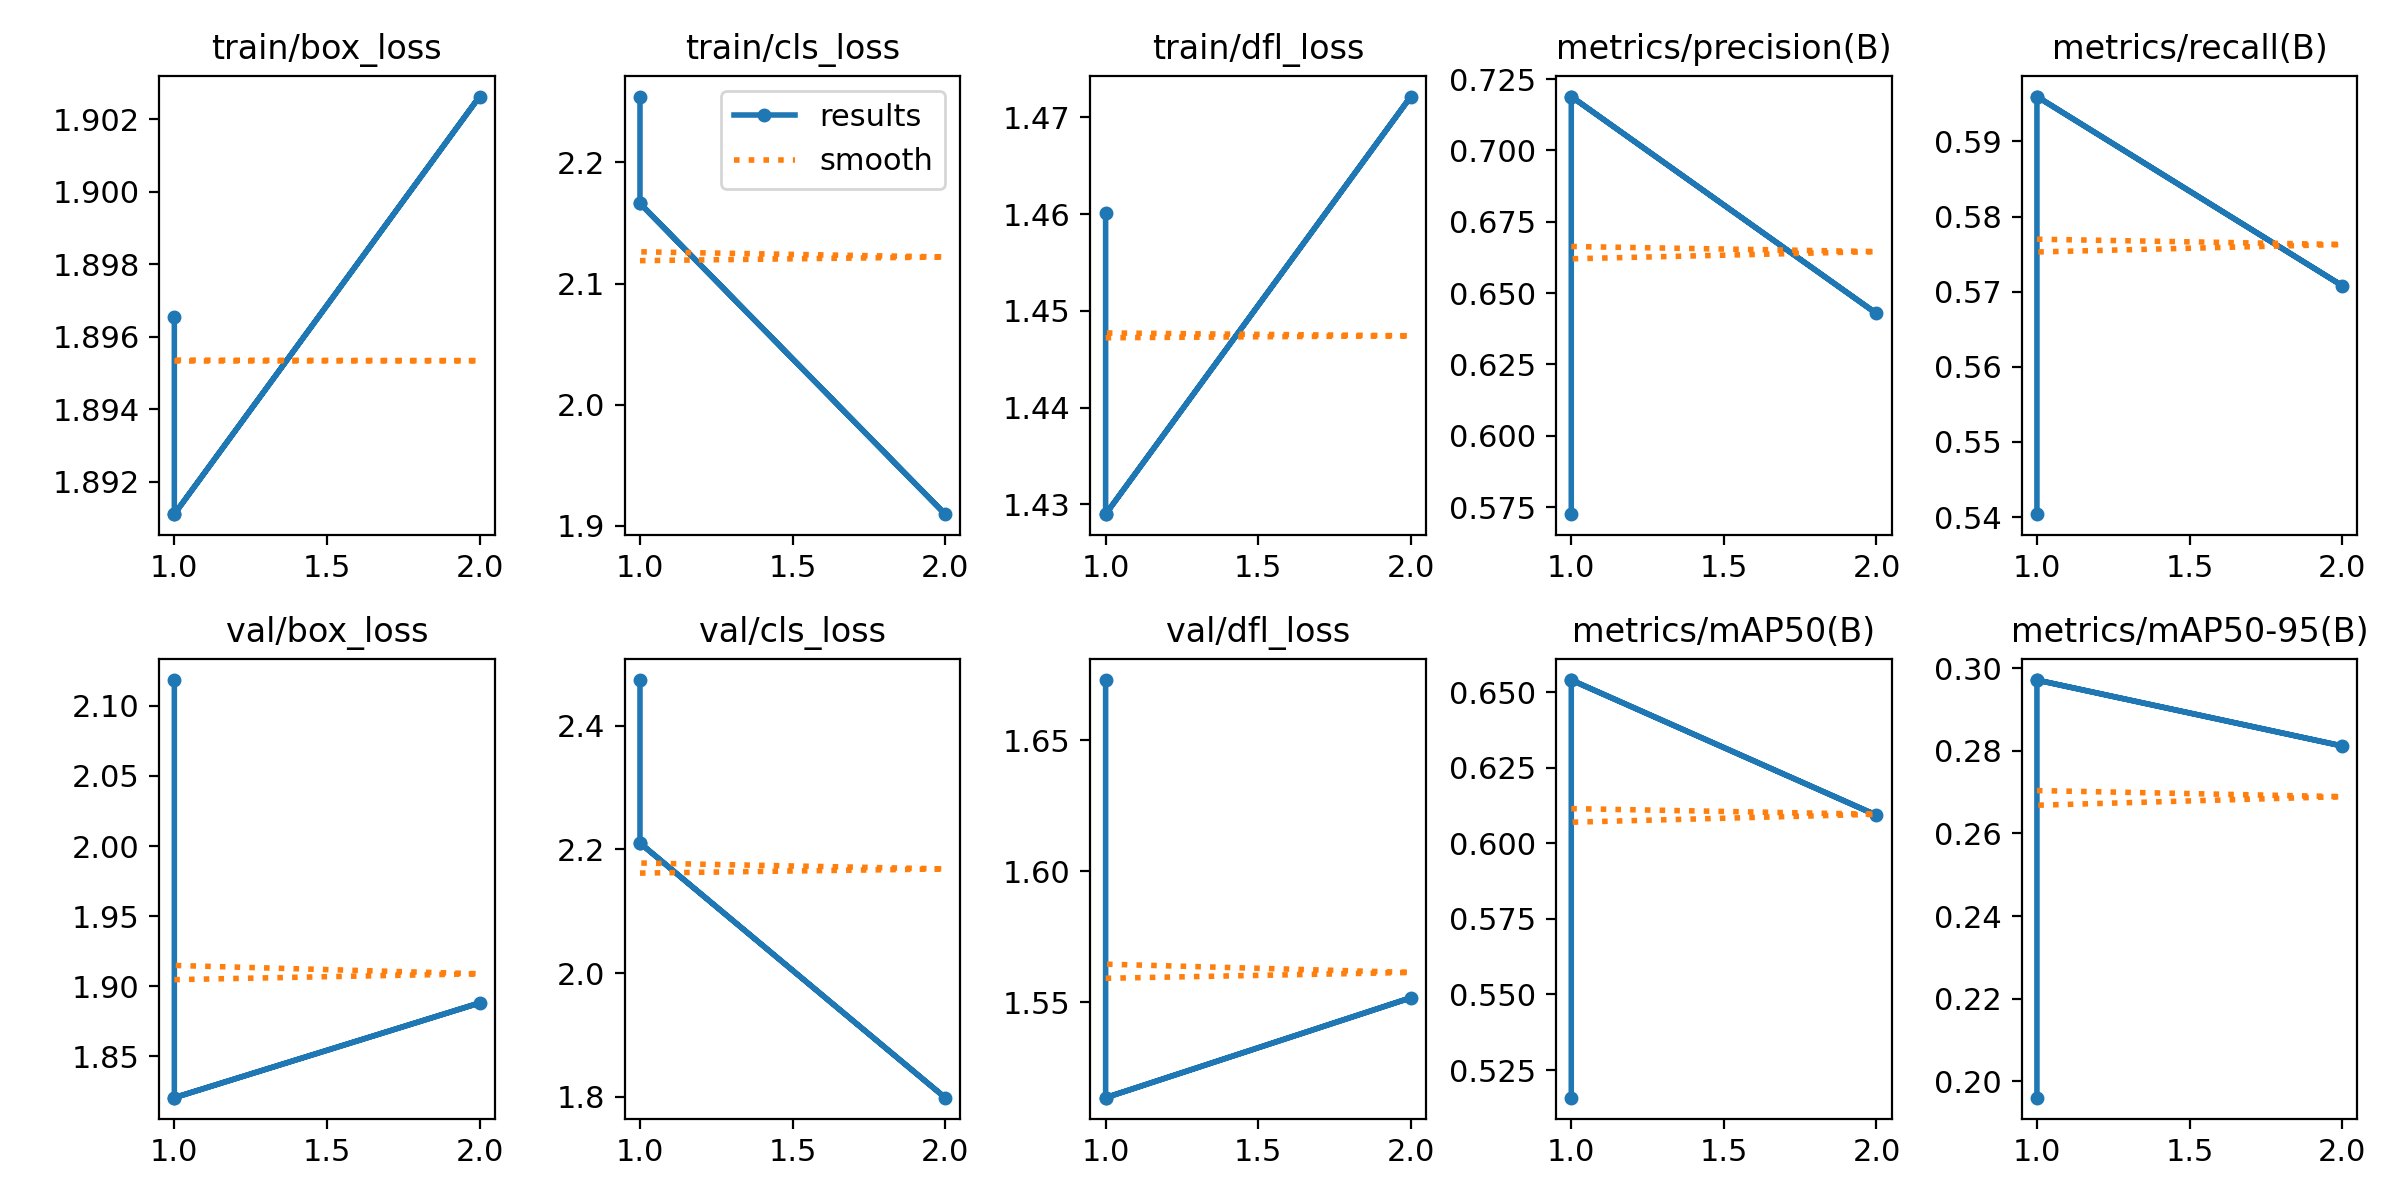 train/box_loss
1.902
1.900
1.898
1.896
1.894
1.892
1.0 1.5 2.0
train/cls_loss
results
smooth
2.2
2.1
2.0
1.9
1.0 1.5 2.0
train/dfl_loss
1.47
1.46
1.45
1.44
1.43
1.0 1.5 2.0
metrics/precision(B)
0.725
0.700
0.675
0.650
0.625
0.600
0.575
1.0 1.5 2.0
metrics/recall(B)
0.59
0.58
0.57
0.56
0.55
0.54
1.0 1.5 2.0
val/box_loss
2.10
2.05
2.00
1.95
1.90
1.85
1.0 1.5 2.0
val/cls_loss
2.4
2.2
2.0
1.8
1.0 1.5 2.0
val/dfl_loss
1.65
1.60
1.55
1.0 1.5 2.0
metrics/mAP50(B)
0.650
0.625
0.600
0.575
0.550
0.525
1.0 1.5 2.0
metrics/mAP50-95(B)
0.30
0.28
0.26
0.24
0.22
0.20
1.0 1.5 2.0